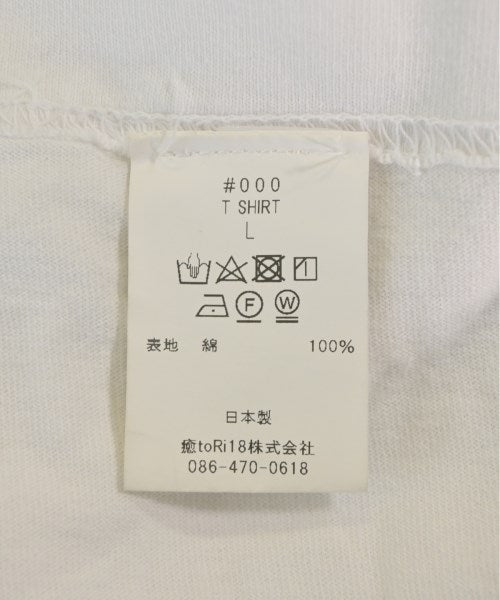 #000
T SHIRT
L
F W
表地 綿 100%
日本製
癒toRi18株式会社
086-470-0618